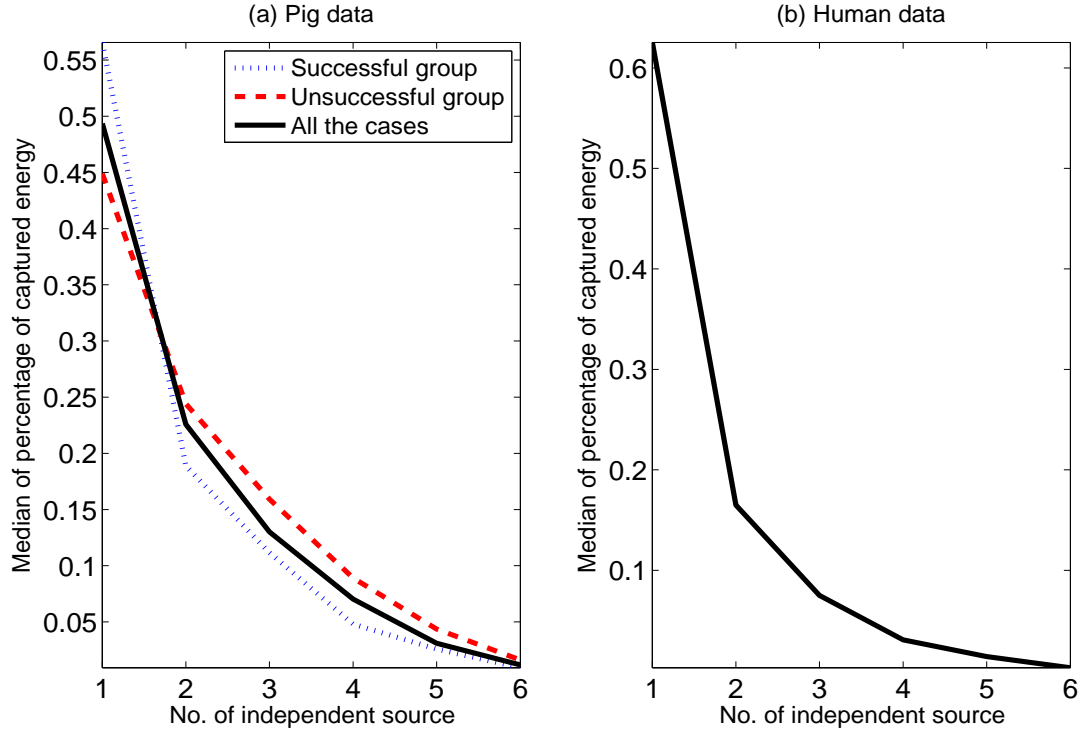 (a) Pig data
Median of percentage of captured energy
0.55
0.5
0.45
0.4
0.35
0.3
0.25
0.2
0.15
0.1
0.05
Successful group
Unsuccessful group
All the cases
1 2 3 4 5 6
No. of independent source
(b) Human data
Median of percentage of captured energy
0.6
0.5
0.4
0.3
0.2
0.1
1 2 3 4 5 6
No. of independent source